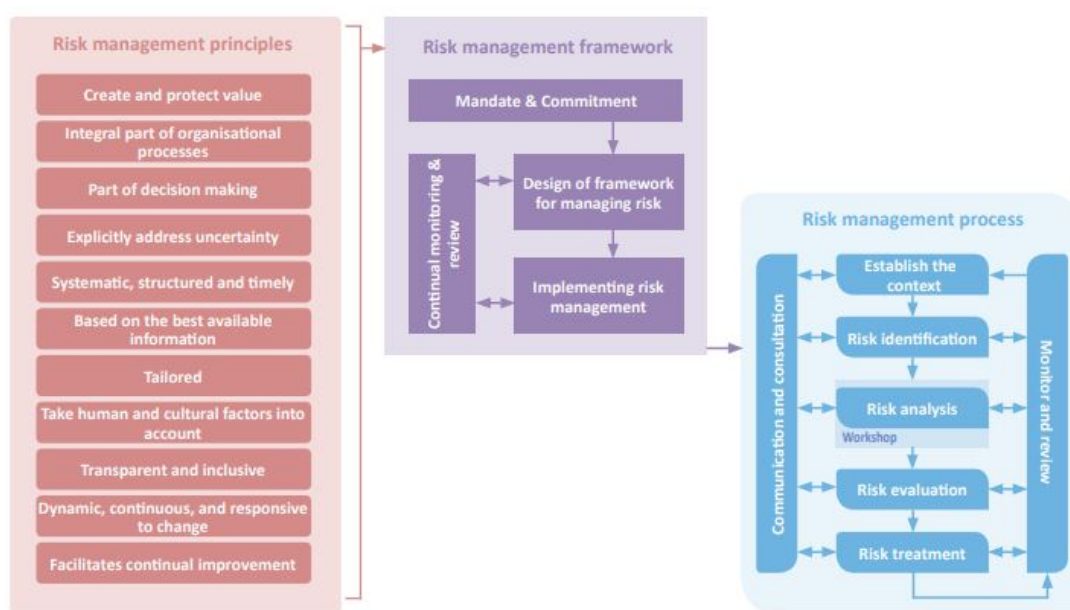 Risk management principles
Create and protect value
Integral part of organisational
processes
Part of decision making
Explicitly address uncertainty
Systematic, structured and timely
Based on the best available
information
Tailored
Take human and cultural factors into
account
Transparent and inclusive
Dynamic, continuous, and responsive
to change
Facilitates continual improvement
Risk management framework
Mandate & Commitment
Continual monitoring &
review
Design of framework
for managing risk
Implementing risk
management
Risk management process
Communication and consultation
Establish the
context
Risk identification
Risk analysis
Workshop
Risk evaluation
Risk treatment
Monitor and review